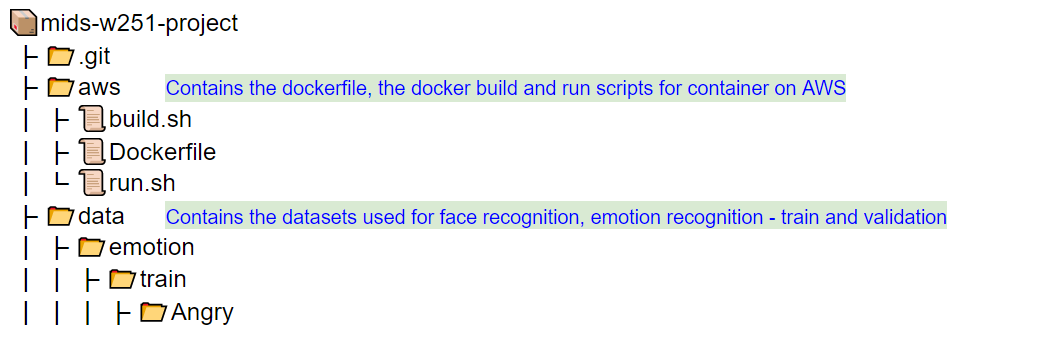 mids-w251-project
├ .git
├ aws Contains the dockerfile, the docker build and run scripts for container on AWS
│ ├ build.sh
│ ├ Dockerfile
│ └ run.sh
├ data Contains the datasets used for face recognition, emotion recognition - train and validation
│ ├ emotion
│ │ ├ train
│ │ │ ├ Angry